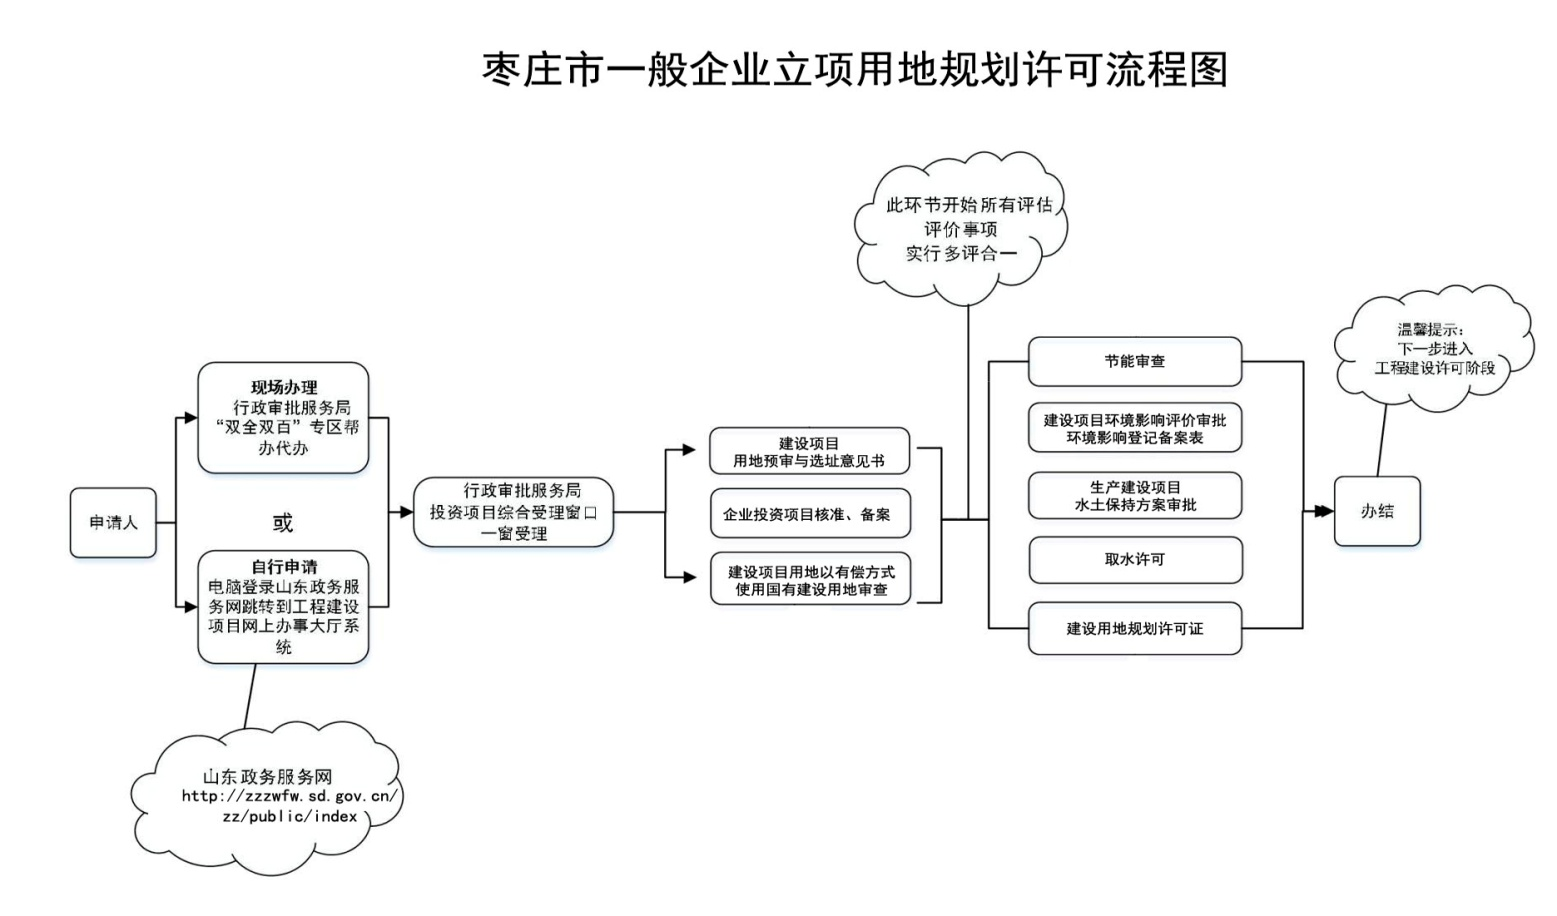 枣庄市一般企业立项用地规划许可流程图
此环节开始所有评估
评价事项
实行多评合一
温馨提示：
下一步进入
工程建设许可阶段
申请人
现场办理
行政审批服务局
“双全双百”专区帮
办代办
或
自行申请
电脑登录山东政务服
务网跳转到工程建设
项目网上办事大厅系
统
山东政务服务网
http://zzzwfw.sd.gov.cn/
zz/public/index
行政审批服务局
投资项目综合受理窗口
一窗受理
建设项目
用地预审与选址意见书
企业投资项目核准、备案
建设项目用地以有偿方式
使用国有建设用地审查
节能审查
建设项目环境影响评价审批
环境影响登记备案表
生产建设项目
水土保持方案审批
取水许可
建设用地规划许可证
办结